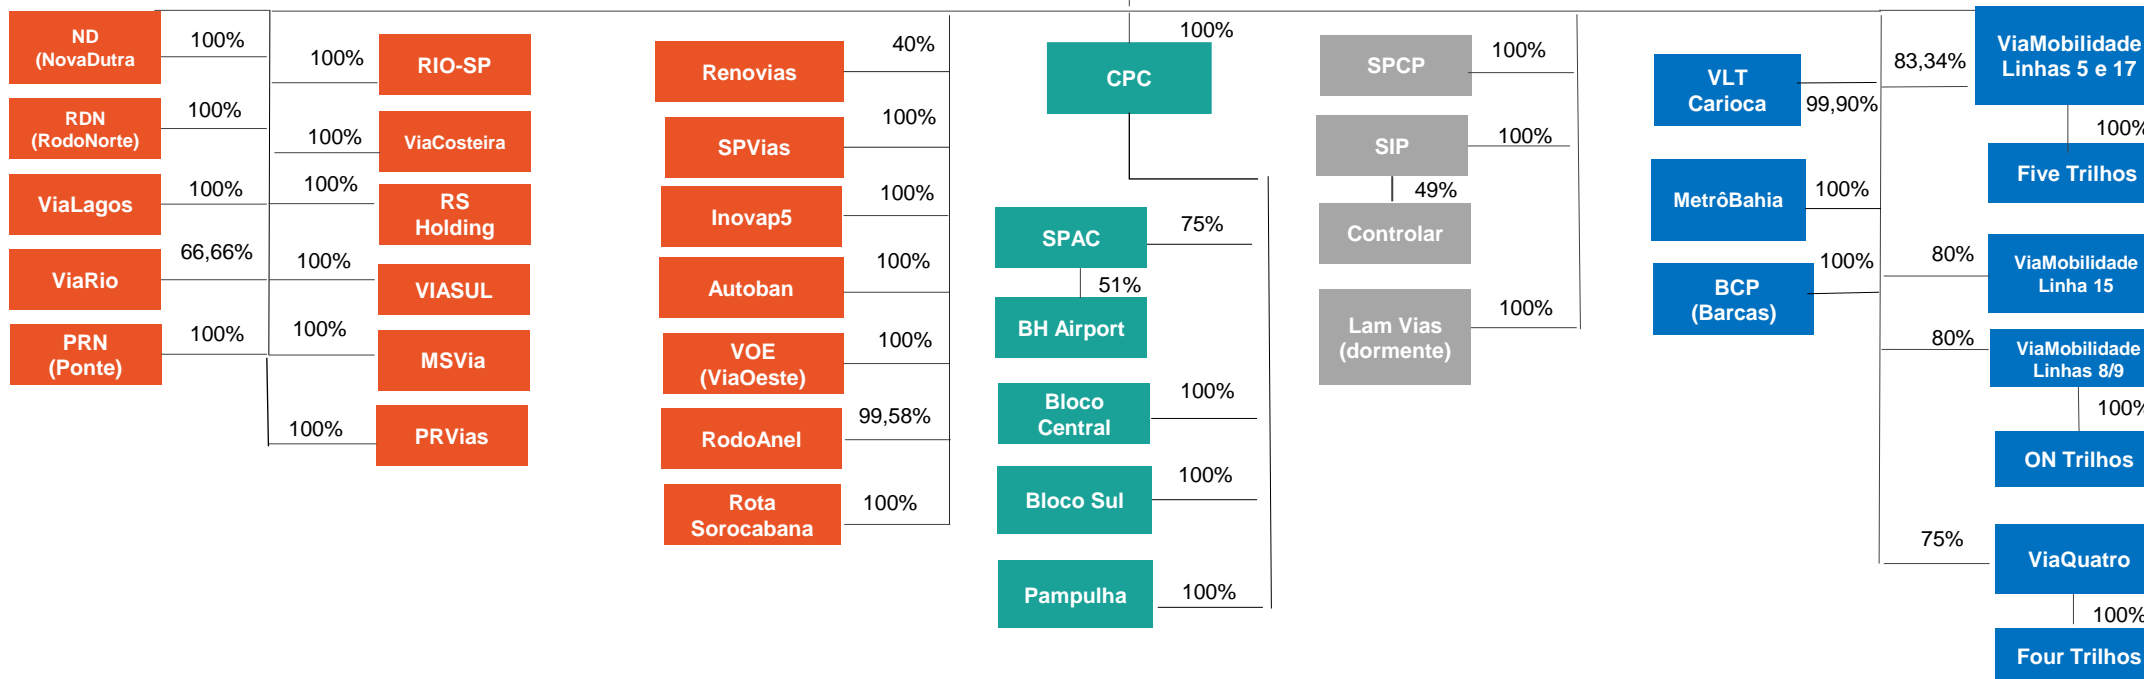 ND
(NovaDutra
100%
RDN
(RodoNorte)
100%
ViaLagos
100%
ViaRio
66,66%
PRN
(Ponte)
100%
100%
RIO-SP
100%
ViaCosteira
100%
RS
Holding
100%
VIASUL
100%
MSVia
100%
PRVias
Renovias
40%
SPVias
100%
Inovap5
100%
Autoban
100%
VOE
(ViaOeste)
100%
RodoAnel
99,58%
Rota
Sorocabana
100%
100%
CPC
SPAC
75%
51%
BH Airport
Bloco
Central
100%
Bloco Sul
100%
Pampulha
100%
SPCP
100%
SIP
100%
49%
Controlar
Lam Vias
(dormente)
100%
VLT
Carioca
99,90%
MetrôBahia
100%
BCP
(Barcas)
100%
83,34%
ViaMobilidade
Linhas 5 e 17
100%
Five Trilhos
80%
ViaMobilidade
Linha 15
80%
ViaMobilidade
Linhas 8/9
100%
ON Trilhos
75%
ViaQuatro
100%
Four Trilhos